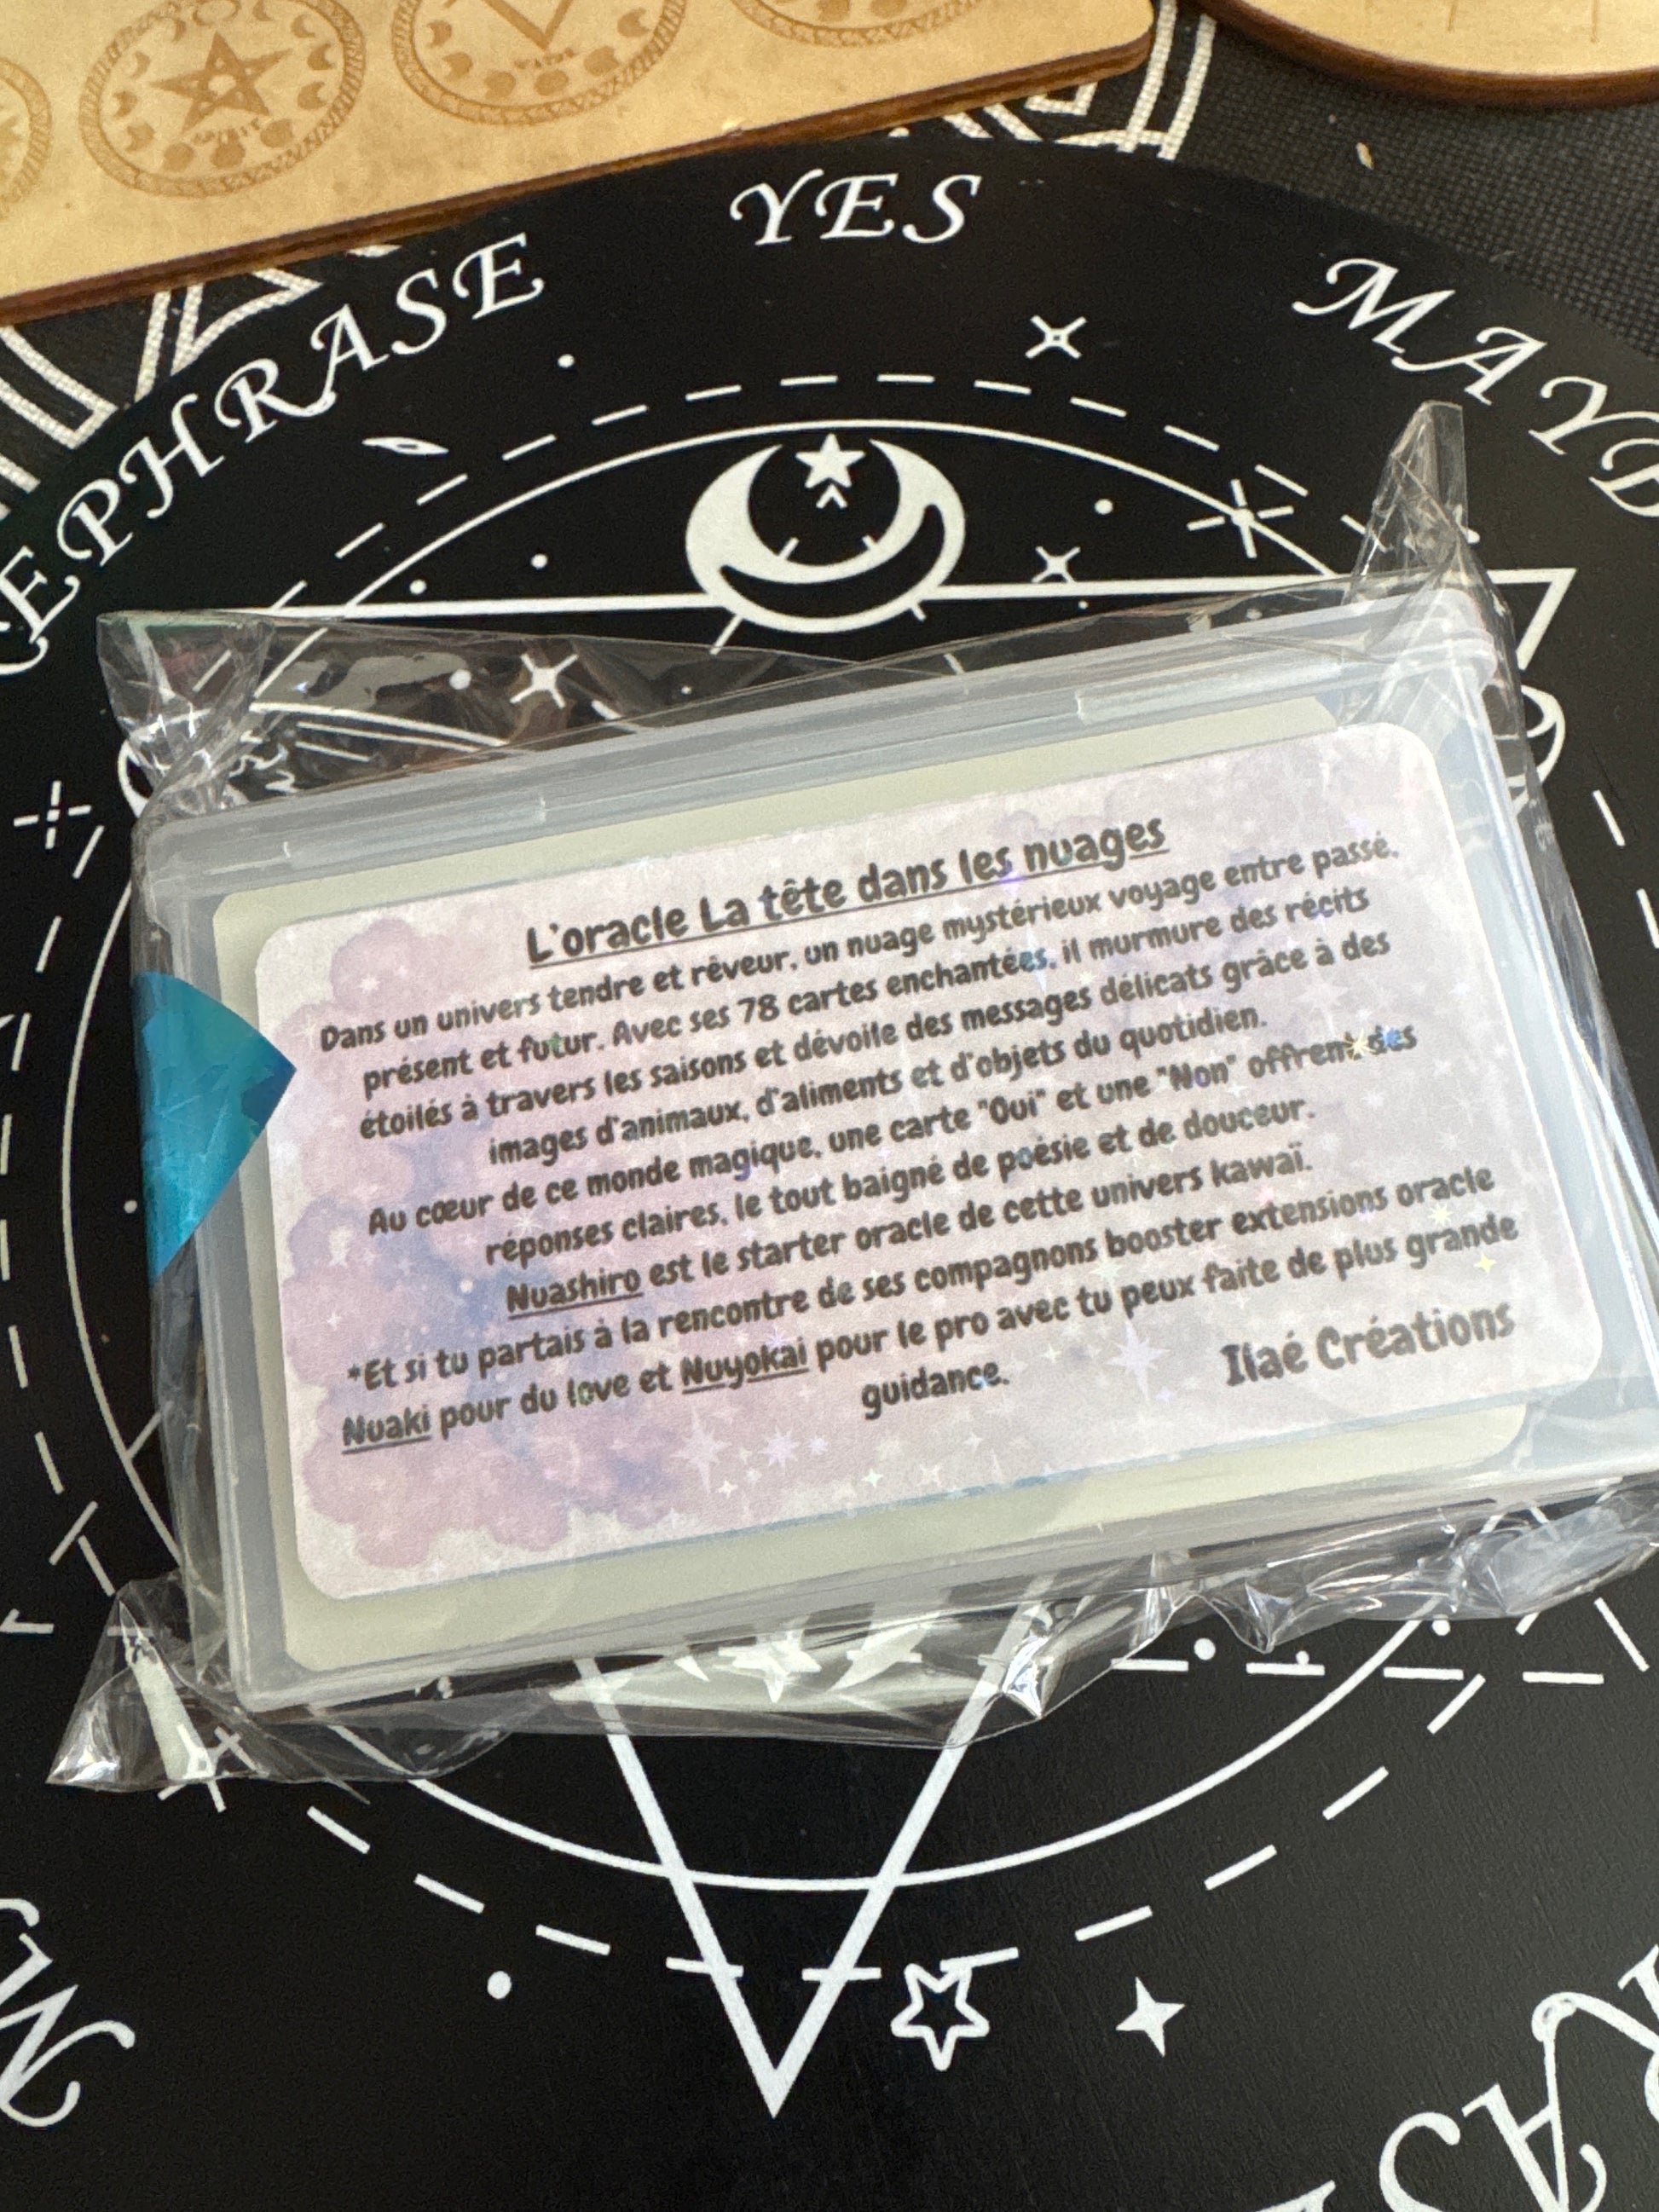 SPIRIT
WATER
YES
REPHRASE
MAYB
L'oracle La tête dans les nuages
Dans un univers tendre et rêveur, un nuage mystérieux voyage entre passé,
présent et futur. Avec ses 78 cartes enchantées, il murmure des récits
étoilés à travers les saisons et dévoile des messages délicats grâce à des
images d'animaux, d'aliments et d'objets du quotidien.
Au cœur de ce monde magique, une carte "Oui" et une "Non" offrent des
réponses claires, le tout baigné de poésie et de douceur.
Nuashiro est le starter oracle de cette univers kawaï.
*Et si tu partais à la rencontre de ses compagnons booster extensions oracle
Nuaki pour du love et Nuyokai pour le pro avec tu peux faite de plus grande
guidance.
Ilaé Créations